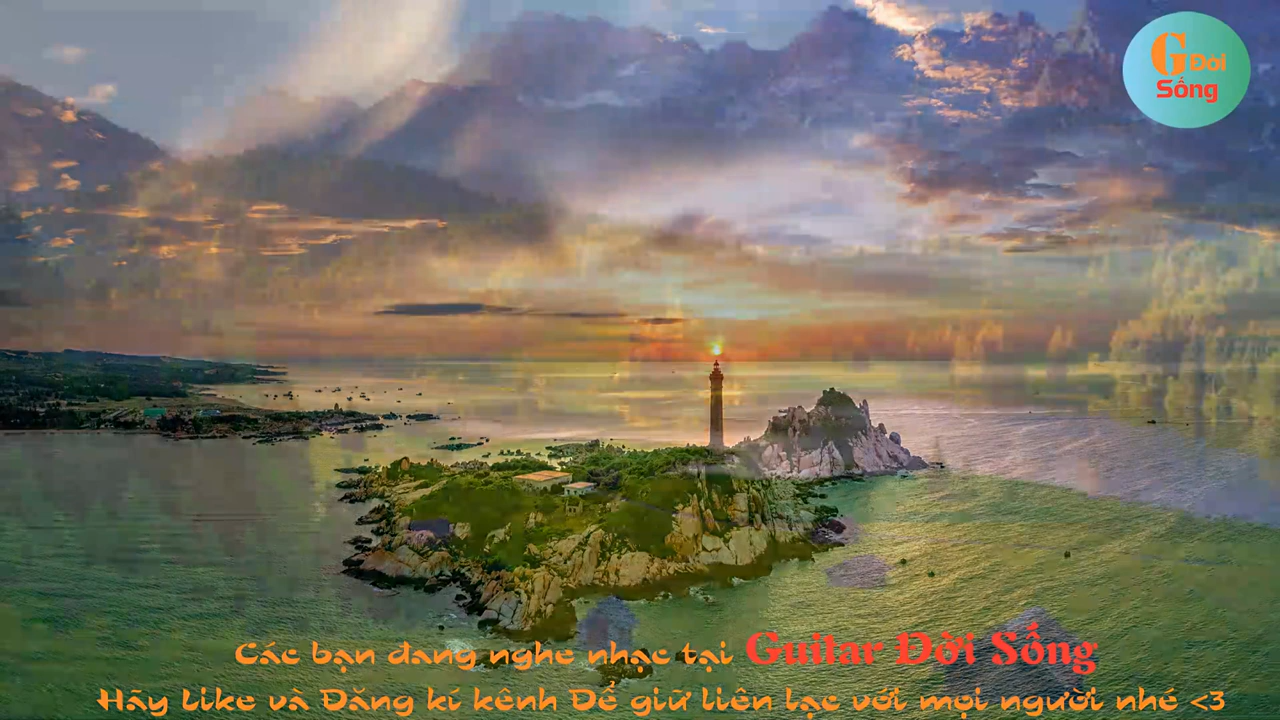 G Đời
Sống
Các bạn đang nghe nhạc tại Guitar Đời Sống
Hãy Like và Đăng kí kênh Để giữ liên lạc với mọi người nhé <3